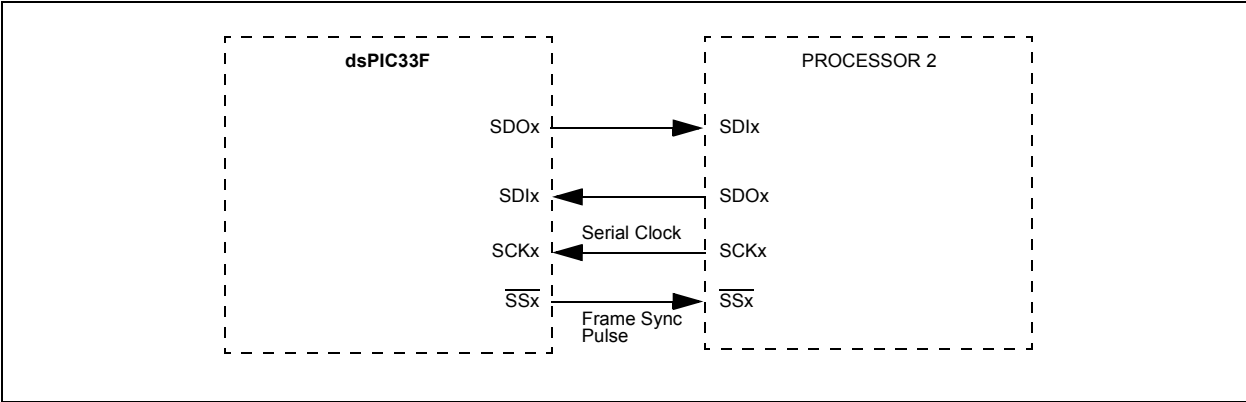 dsPIC33F
PROCESSOR 2
SDOx
SDIx
SDIx
SDOx
Serial Clock
SCKx
SCKx
SSx
SSx
Frame Sync
Pulse